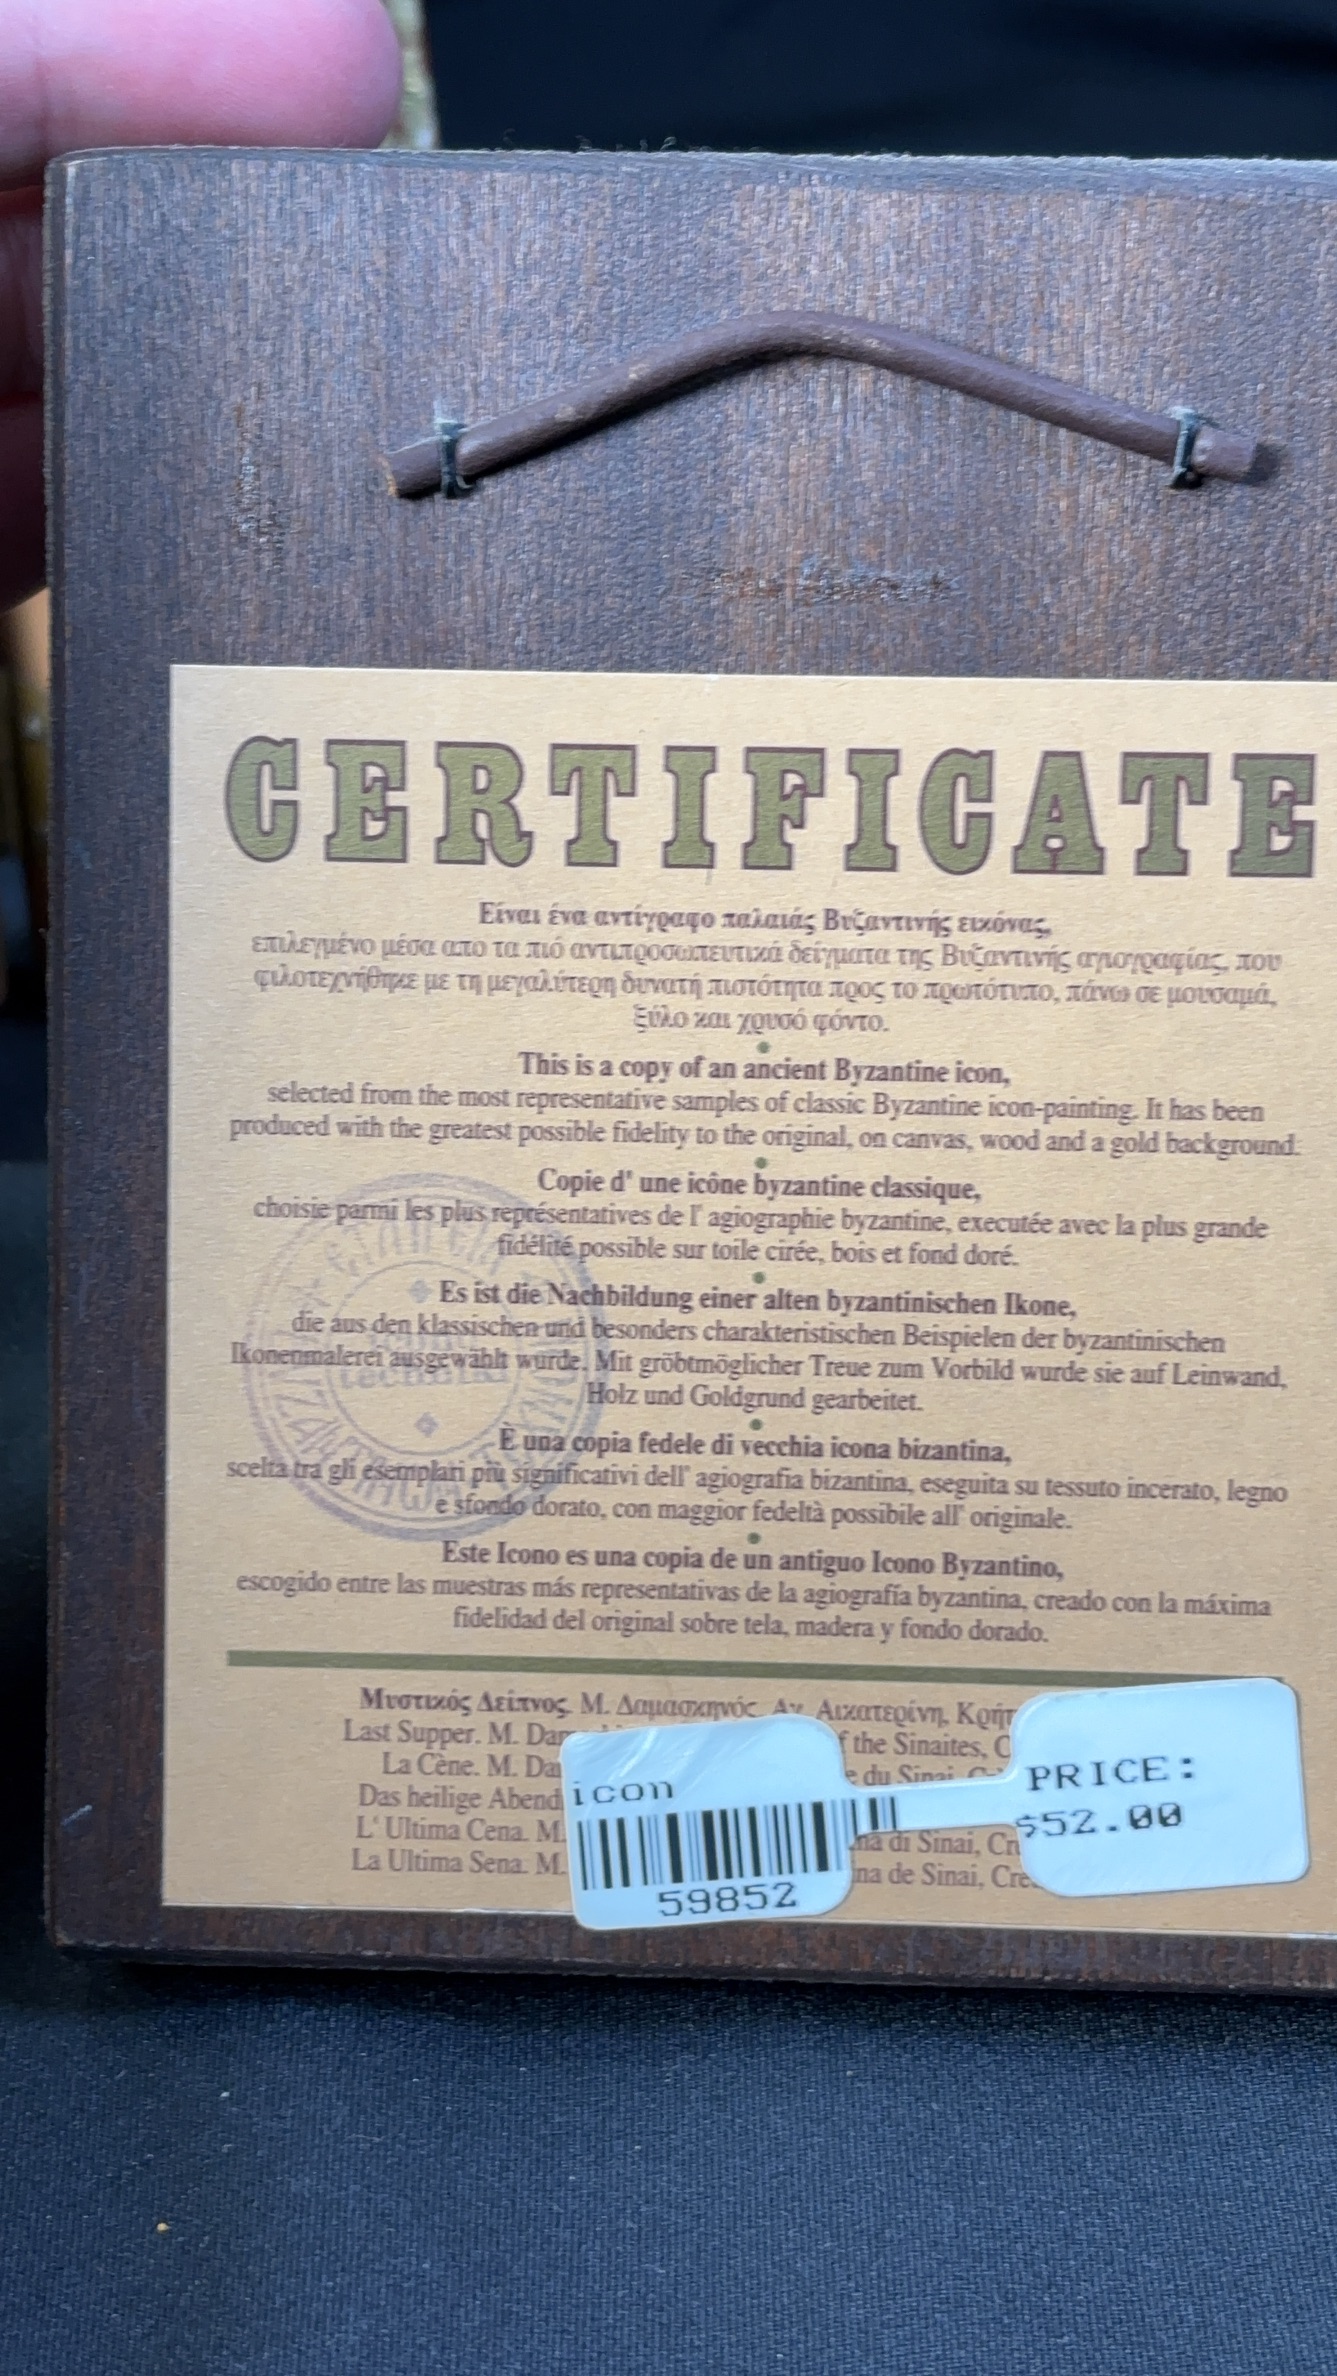 CERTIFICATE
Είναι ένα αντίγραφο παλαιάς Βυζαντινής εικόνας,
επιλεγμένο μέσα απο τα πιό αντιπροσωπευτικά δείγματα της Βυζαντινής αγιογραφίας, που
φιλοτεχνήθηκε με τη μεγαλύτερη δυνατή πιστότητα προς το πρωτότυπο, πάνω σε μουσαμά,
ξύλο και χρυσό φόντο.
This is a copy of an ancient Byzantine icon,
selected from the most representative samples of classic Byzantine icon-painting. It has been
produced with the greatest possible fidelity to the original, on canvas, wood and a gold background.
Copie d' une icône byzantine classique,
choisie parmi les plus représentatives de l' agiographie byzantine, executée avec la plus grande
fidélité possible sur toile cirée, bois et fond doré.
Es ist die Nachbildung einer alten byzantinischen Ikone,
die aus den klassischen und besonders charakteristischen Beispielen der byzantinischen
Ikonenmalerei ausgewählt wurde. Mit gröbtmöglicher Treue zum Vorbild wurde sie auf Leinwand,
Holz und Goldgrund gearbeitet.
È una copia fedele di vecchia icona bizantina,
scelta tra gli esemplari più significativi dell' agiografia bizantina, eseguita su tessuto incerato, legno
e sfondo dorato, con maggior fedeltà possibile all' originale.
Este Icono es una copia de un antiguo Icono Byzantino,
escogido entre las muestras más representativas de la agiografía byzantina, creado con la máxima
fidelidad del original sobre tela, madera y fondo dorado.
Μυστικός Δείπνος. Μ. Δαμασκηνός. Αγ. Αικατερίνη,
Last Supper. M. the Sinaites,
La Cène. M. du Sinai,
Das heilige Abend
L' Ultima Cena. M. di Sinai,
La Ultima Sena. M. de Sinai,
icon
59852
PRICE:
$52.00